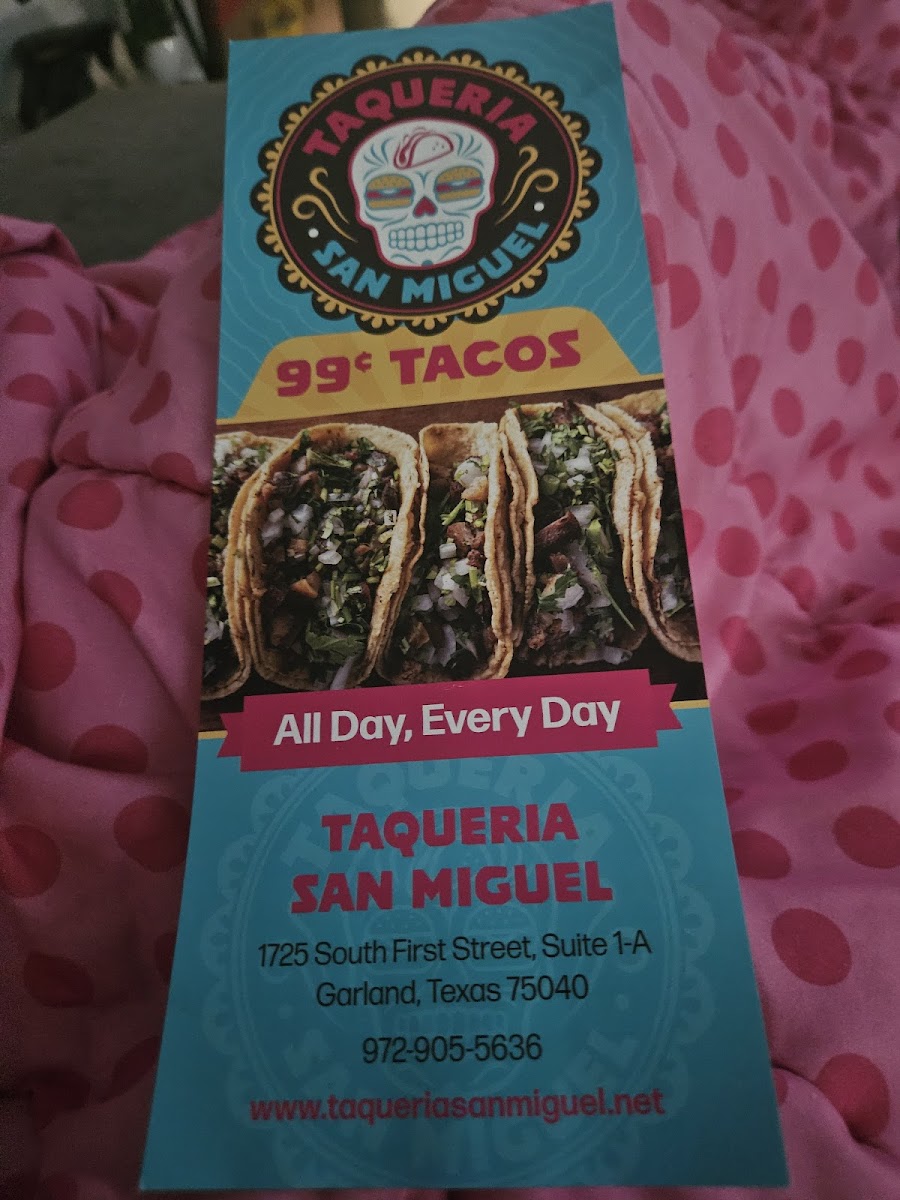 TAQUERIA
SAN MIGUEL
99¢ TACOS
All Day, Every Day
TAQUERIA
SAN MIGUEL
1725 South First Street, Suite 1-A
Garland, Texas 75040
972-905-5636
www.taqueriasanmiguel.net